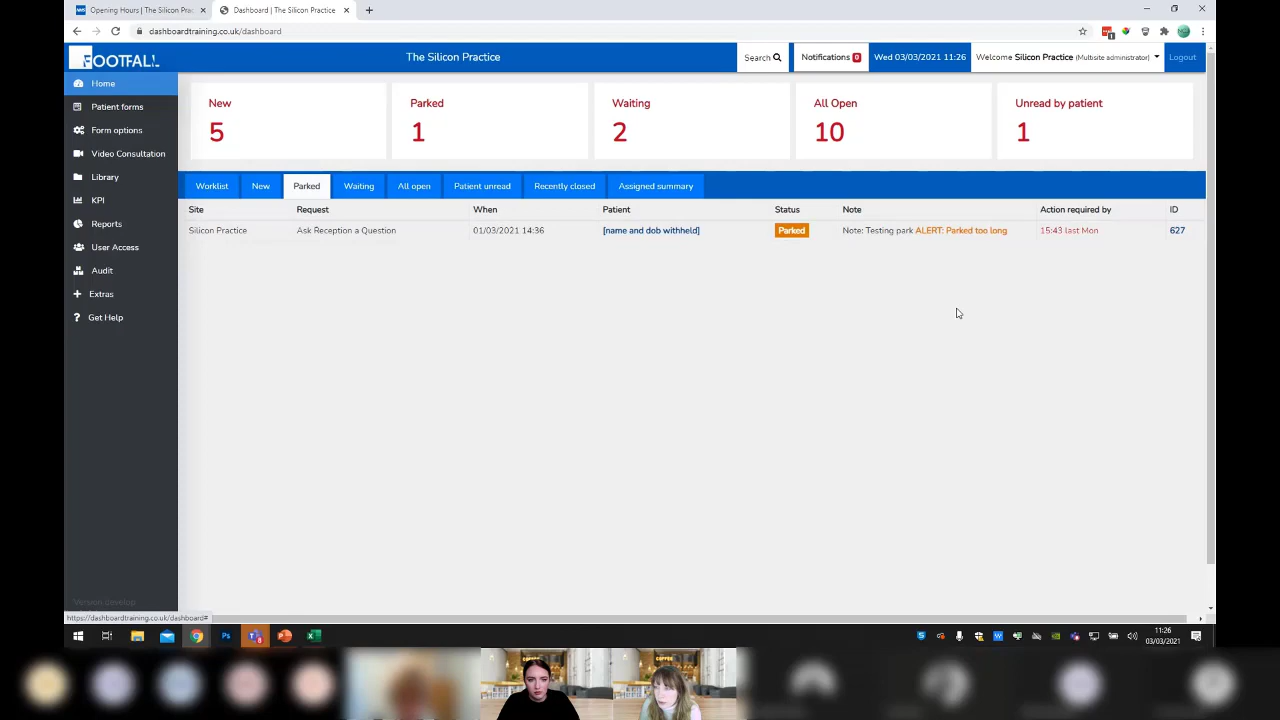 Opening Hours | The Silicon Prac
Dashboard | The Silicon Practice
dashboardtraining.co.uk/dashboard
FOOTFALL
The Silicon Practice
Search
Notifications 0
Wed 03/03/2021 11:26
Welcome Silicon Practice (Multisite administrator)
Logout
Home
Patient forms
Form options
Video Consultation
Library
KPI
Reports
User Access
Audit
Extras
Get Help
New
5
Parked
1
Waiting
2
All Open
10
Unread by patient
1
Worklist New Parked Waiting All open Patient unread Recently closed Assigned summary
Site Request When Patient Status Note Action required by ID
Silicon Practice Ask Reception a Question 01/03/2021 14:36 [name and dob withheld] Parked Note: Testing park ALERT: Parked too long 15:43 last Mon 627
Version develop
https://dashboardtraining.co.uk/dashboard#
11:26
03/03/2021
COFFEE
COFFEE